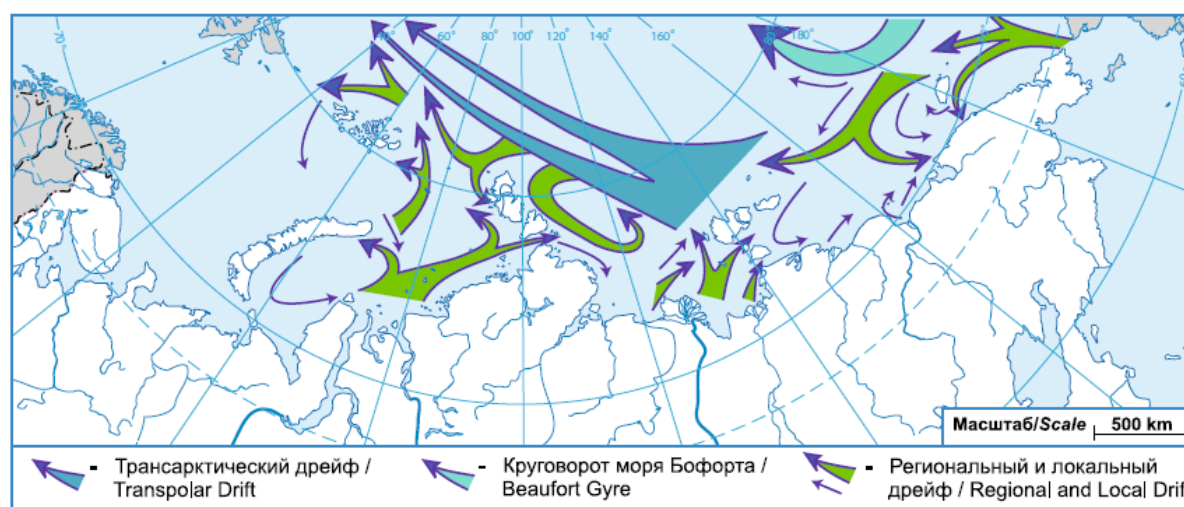 70°
40°
60°
80°
100°
120°
140°
160°
180°
Масштаб/Scale
500 km
- Трансарктический дрейф /
Transpolar Drift
- Круговорот моря Бофорта /
Beaufort Gyre
- Региональный и локальный
дрейф / Regional and Local Drif